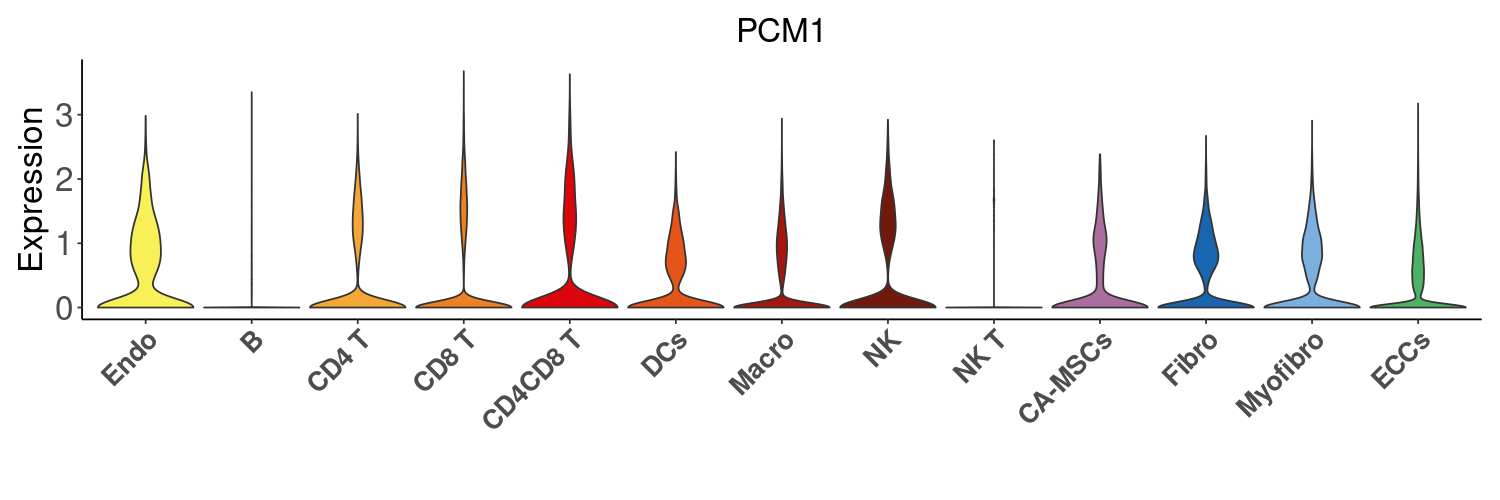 PCM1
Expression
3
2
1
0
Endo
B
CD4 T
CD8 T
CD4CD8 T
DCs
Macro
NK
NK T
CA-MSCs
Fibro
Myofibro
ECCs